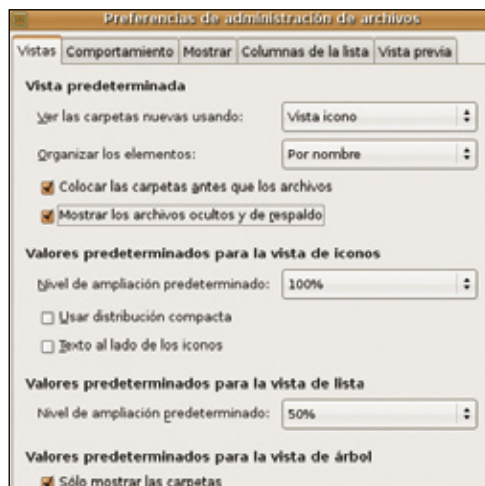 Preferencias de administración de archivos
Vistas Comportamiento Mostrar Columnas de la lista Vista previa
Vista predeterminada
Ver las carpetas nuevas usando: Vista icono
Organizar los elementos: Por nombre
Colocar las carpetas antes que los archivos
Mostrar los archivos ocultos y de respaldo
Valores predeterminados para la vista de iconos
Nivel de ampliación predeterminado: 100%
Usar distribución compacta
Texto al lado de los iconos
Valores predeterminados para la vista de lista
Nivel de ampliación predeterminado: 50%
Valores predeterminados para la vista de árbol
Sólo mostrar las carpetas